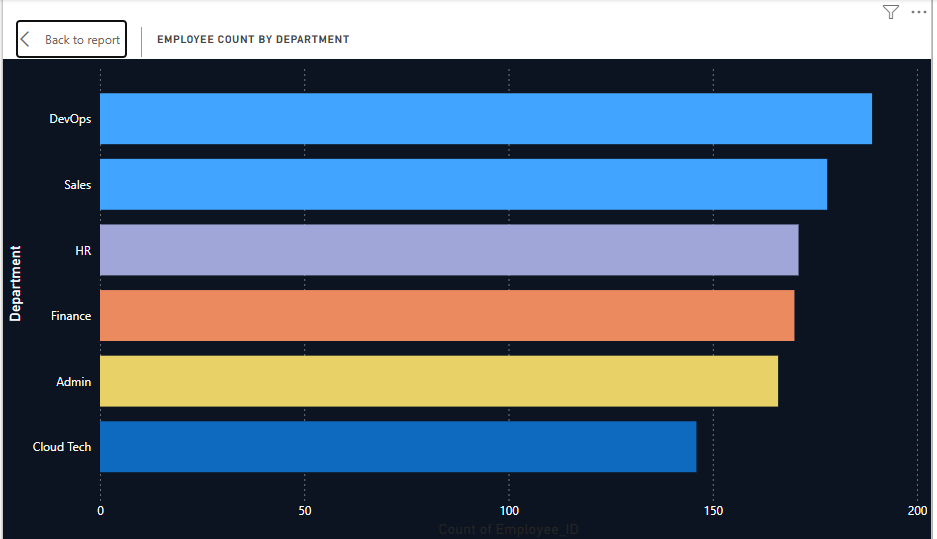 Back to report
EMPLOYEE COUNT BY DEPARTMENT
Department
DevOps
Sales
HR
Finance
Admin
Cloud Tech
0 50 100 150 200
Count of Employee_ID